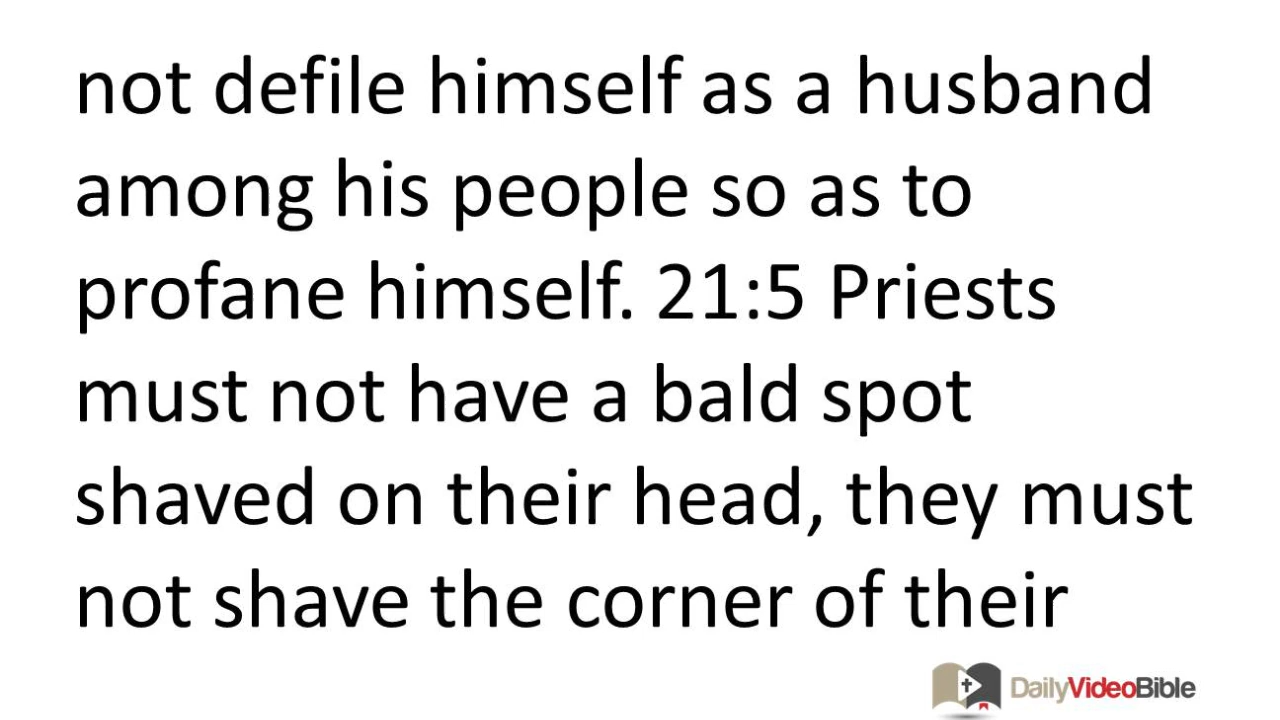 not defile himself as a husband
among his people so as to
profane himself. 21:5 Priests
must not have a bald spot
shaved on their head, they must
not shave the corner of their
DailyVideoBible